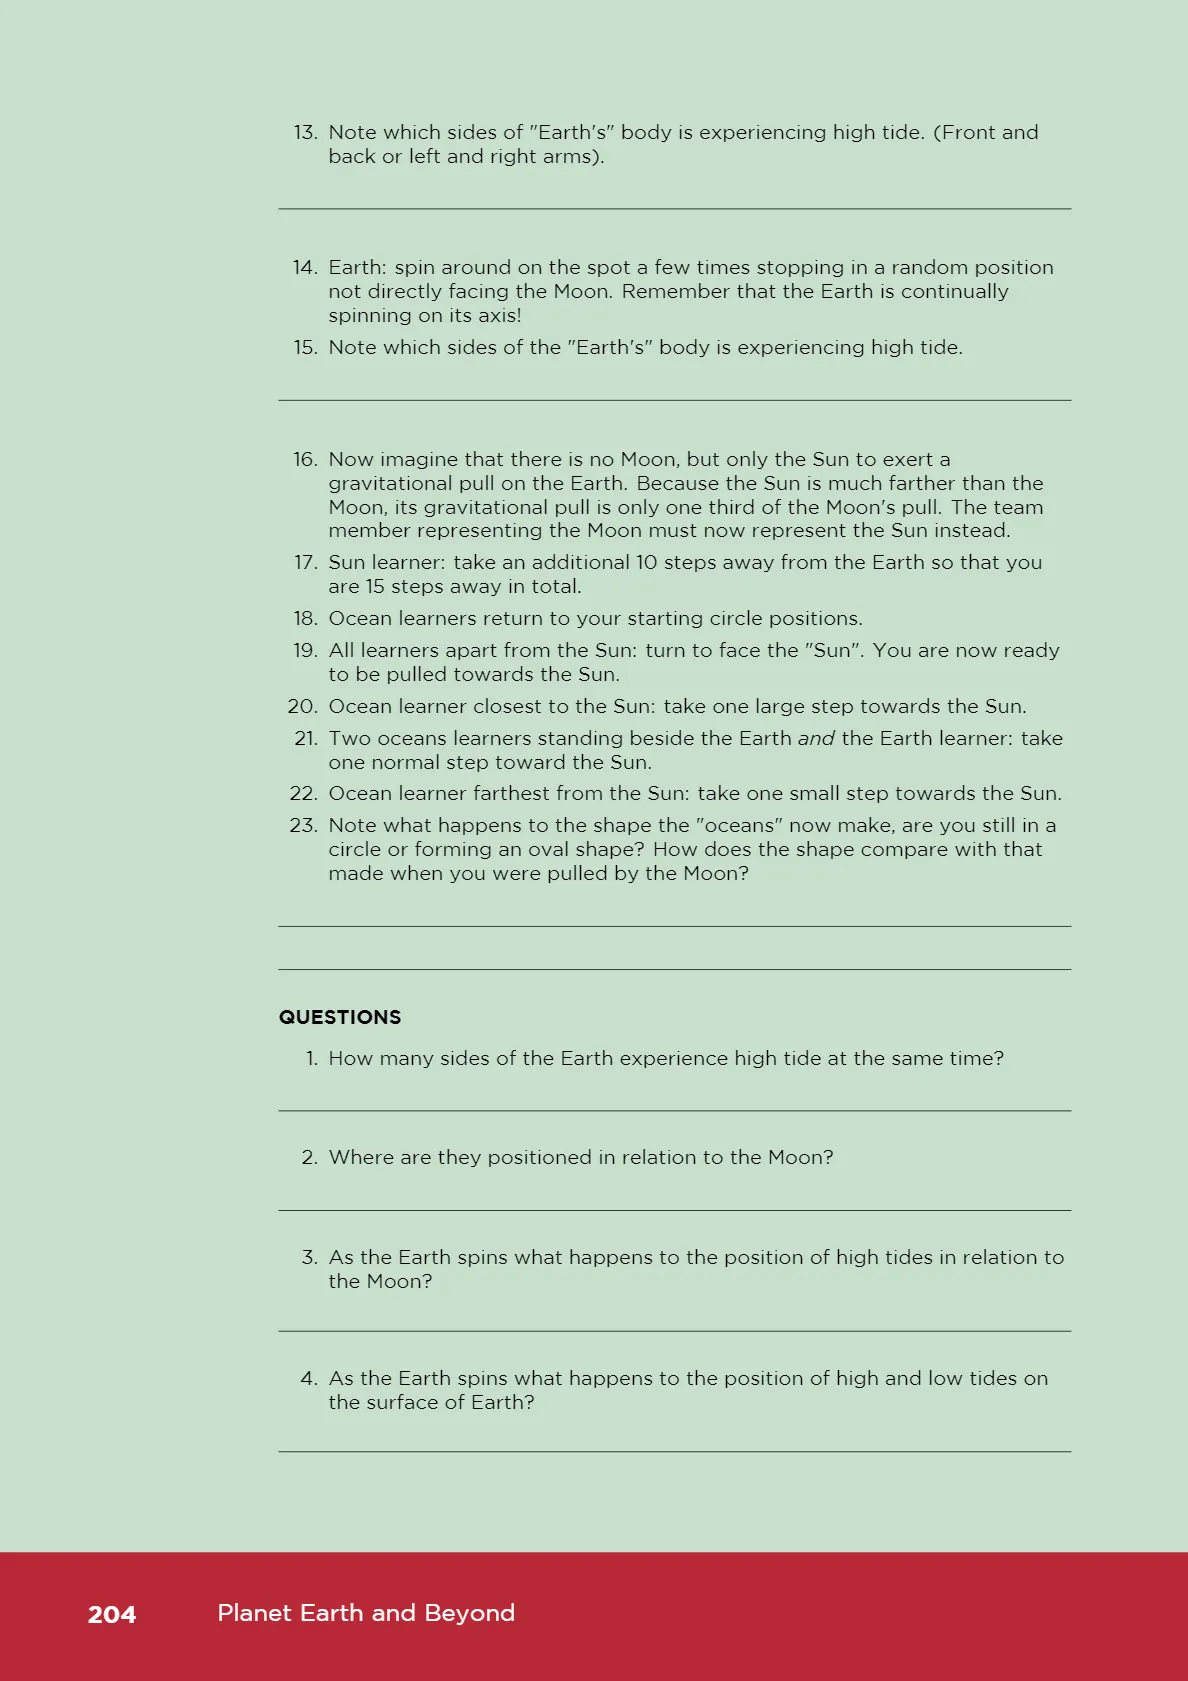 13. Note which sides of "Earth's" body is experiencing high tide. (Front and
back or left and right arms).
14. Earth: spin around on the spot a few times stopping in a random position
not directly facing the Moon. Remember that the Earth is continually
spinning on its axis!
15. Note which sides of the "Earth's" body is experiencing high tide.
16. Now imagine that there is no Moon, but only the Sun to exert a
gravitational pull on the Earth. Because the Sun is much farther than the
Moon, its gravitational pull is only one third of the Moon's pull. The team
member representing the Moon must now represent the Sun instead.
17. Sun learner: take an additional 10 steps away from the Earth so that you
are 15 steps away in total.
18. Ocean learners return to your starting circle positions.
19. All learners apart from the Sun: turn to face the "Sun". You are now ready
to be pulled towards the Sun.
20. Ocean learner closest to the Sun: take one large step towards the Sun.
21. Two oceans learners standing beside the Earth and the Earth learner: take
one normal step toward the Sun.
22. Ocean learner farthest from the Sun: take one small step towards the Sun.
23. Note what happens to the shape the "oceans" now make, are you still in a
circle or forming an oval shape? How does the shape compare with that
made when you were pulled by the Moon?
QUESTIONS
1. How many sides of the Earth experience high tide at the same time?
2. Where are they positioned in relation to the Moon?
3. As the Earth spins what happens to the position of high tides in relation to
the Moon?
4. As the Earth spins what happens to the position of high and low tides on
the surface of Earth?
204 Planet Earth and Beyond